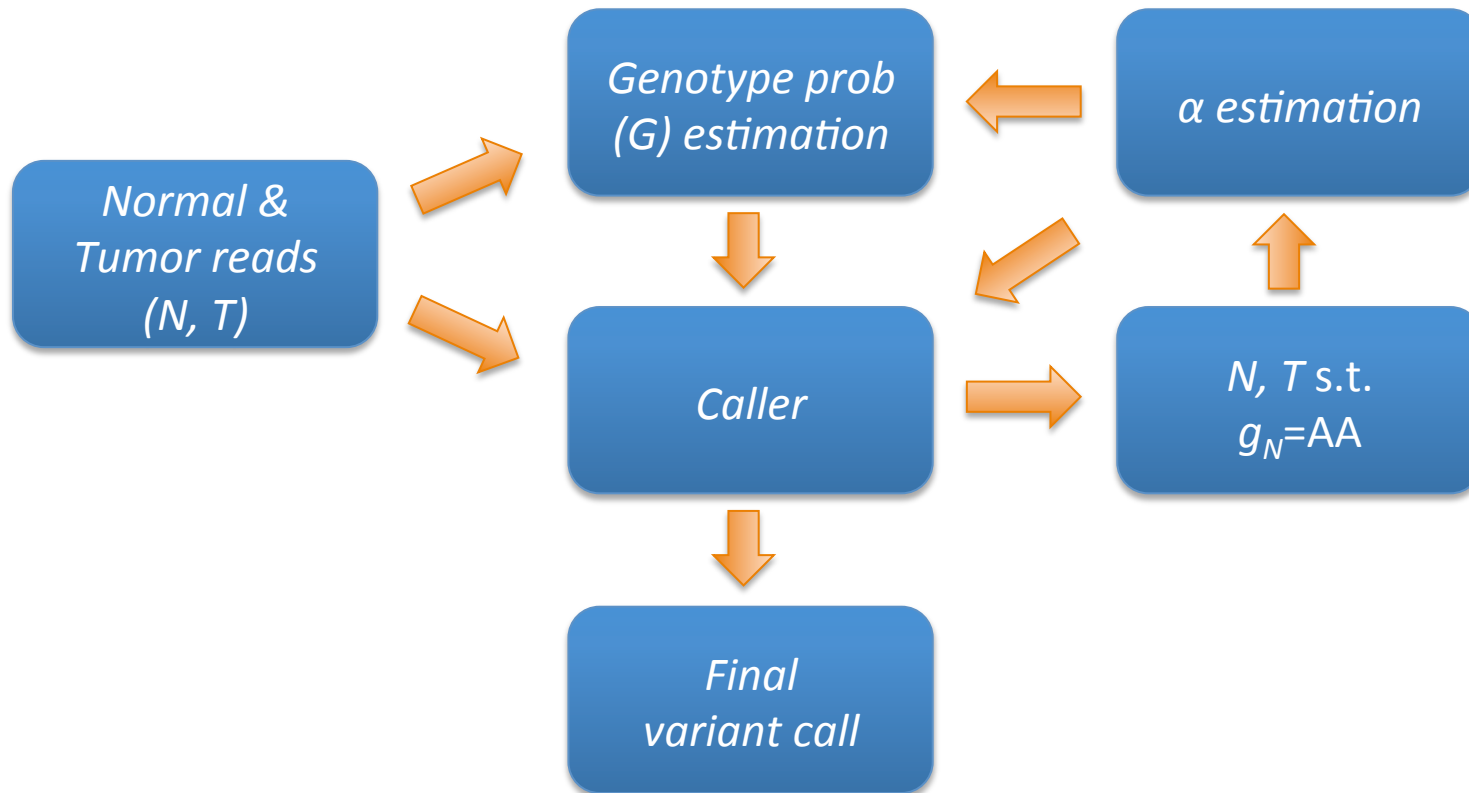 Normal &
Tumor reads
(N, T)
Genotype prob
(G) estimation
α estimation
Caller
N, T s.t.
gN=AA
Final
variant call